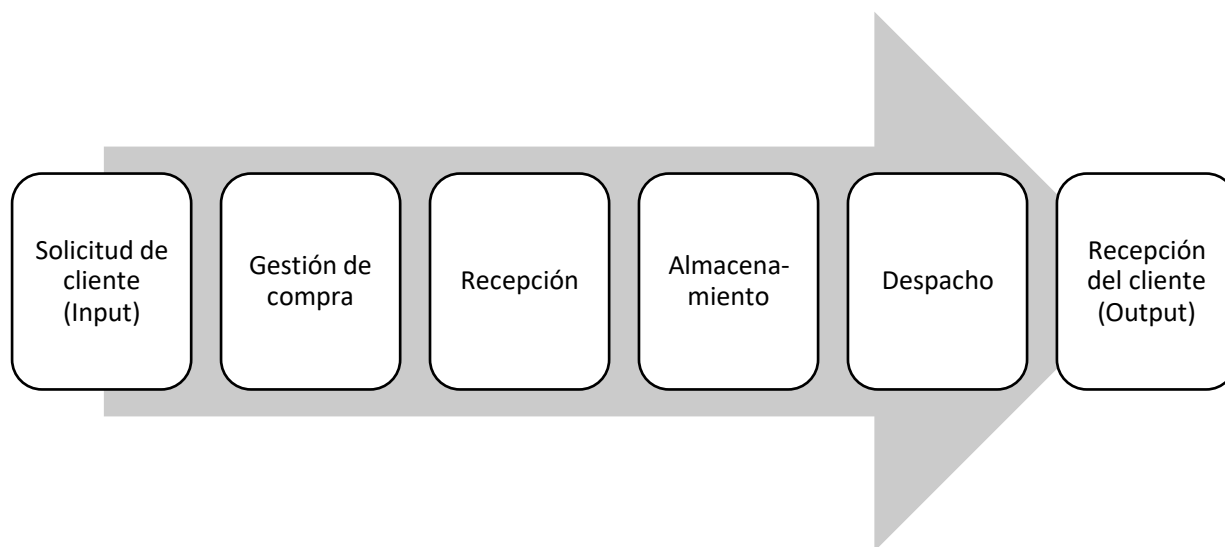 Solicitud de
cliente
(Input)
Gestión de
compra
Recepción
Almacena-
miento
Despacho
Recepción
del cliente
(Output)